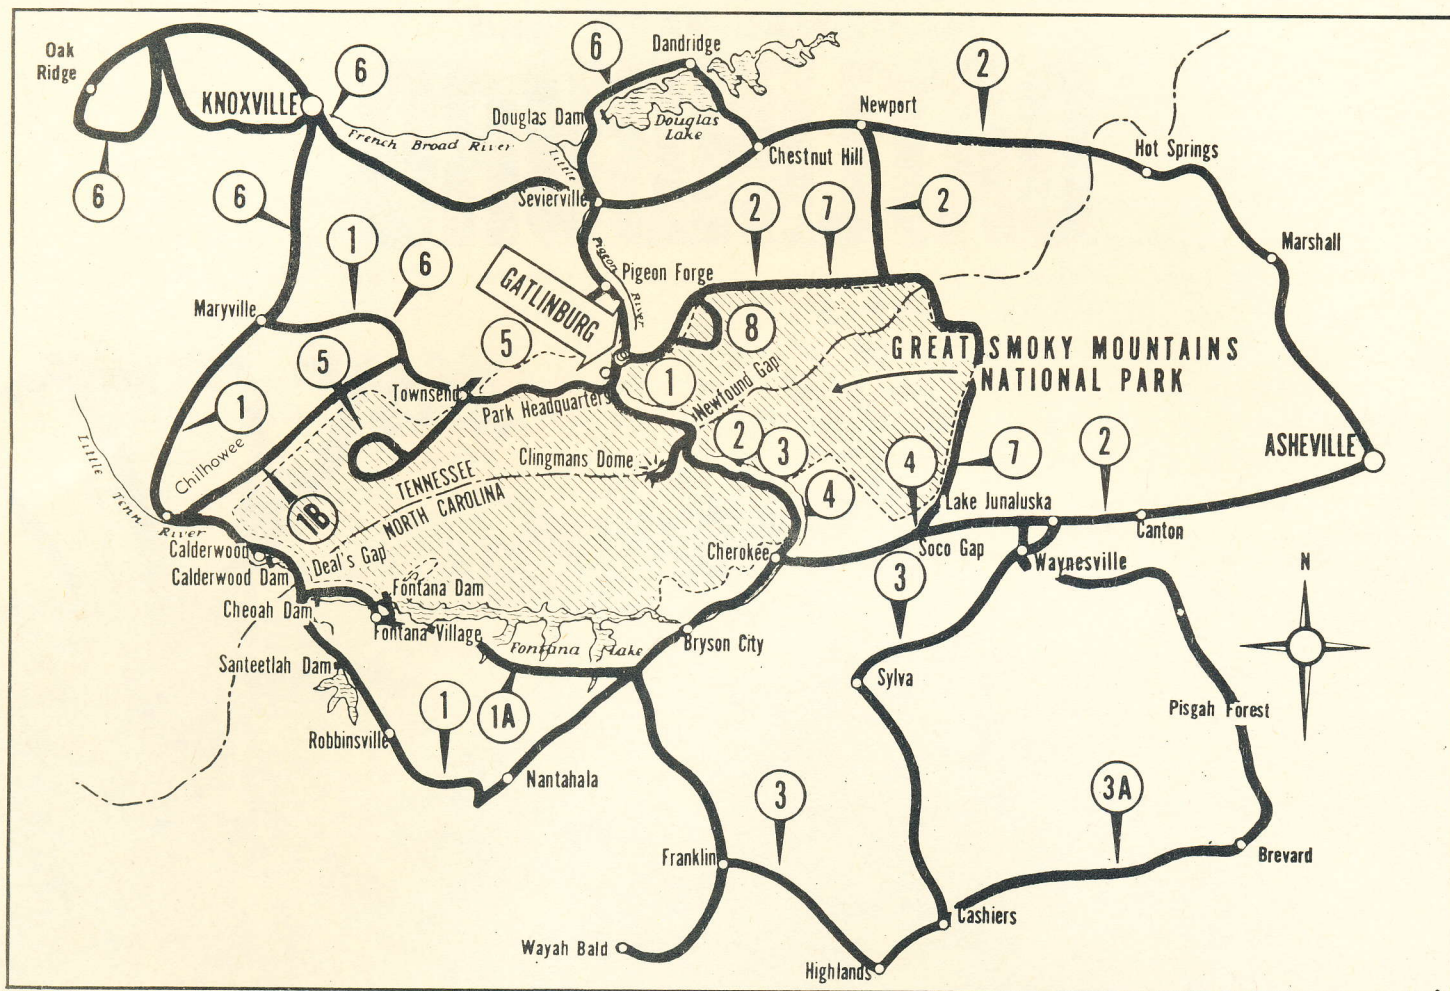 Oak
Ridge
6
KNOXVILLE
6
Dandridge
2
Douglas Dam
Douglas
Lake
Newport
French Broad River
Little
Chestnut Hill
Hot Springs
6
6
Sevierville
2
7
2
1
6
Pigeon
River
Pigeon Forge
Marshall
GATLINBURG
Maryville
5
5
8
GREAT SMOKY MOUNTAINS
NATIONAL PARK
1
Townsend
Park Headquarters
1
Newfound Gap
Chilhowee
Little
Tenn.
River
TENNESSEE
NORTH CAROLINA
Clingmans Dome
2
3
4
4
7
2
ASHEVILLE
1B
Lake Junaluska
Canton
Calderwood
Calderwood Dam
Deal's Gap
Cherokee
Soco Gap
Waynesville
N
Cheoah Dam
Fontana Dam
Fontana Village
Fontana Lake
Bryson City
3
Santeetlah Dam
Sylva
Pisgah Forest
1
1A
Robbinsville
Nantahala
3
3A
Franklin
Brevard
Wayah Bald
Cashiers
Highlands